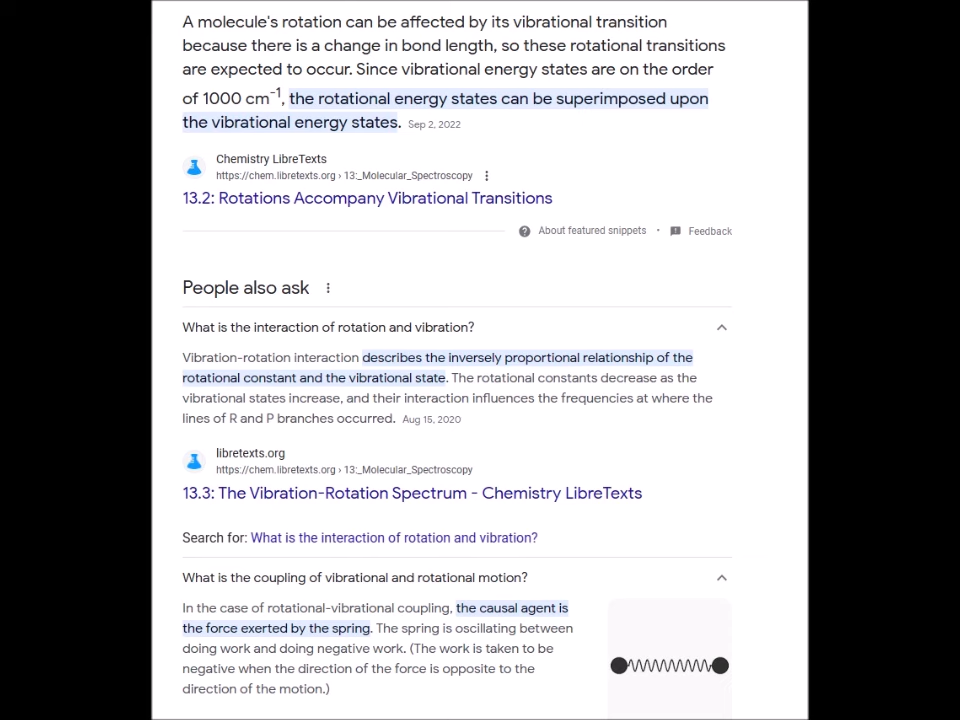 A molecule's rotation can be affected by its vibrational transition
because there is a change in bond length, so these rotational transitions
are expected to occur. Since vibrational energy states are on the order
of 1000 cm⁻¹, the rotational energy states can be superimposed upon
the vibrational energy states. Sep 2, 2022
Chemistry LibreTexts
https://chem.libretexts.org › 13:_Molecular_Spectroscopy
13.2: Rotations Accompany Vibrational Transitions
About featured snippets • Feedback
People also ask
What is the interaction of rotation and vibration?
Vibration-rotation interaction describes the inversely proportional relationship of the
rotational constant and the vibrational state. The rotational constants decrease as the
vibrational states increase, and their interaction influences the frequencies at where the
lines of R and P branches occurred. Aug 15, 2020
libretexts.org
https://chem.libretexts.org › 13:_Molecular_Spectroscopy
13.3: The Vibration-Rotation Spectrum - Chemistry LibreTexts
Search for: What is the interaction of rotation and vibration?
What is the coupling of vibrational and rotational motion?
In the case of rotational-vibrational coupling, the causal agent is
the force exerted by the spring. The spring is oscillating between
doing work and doing negative work. (The work is taken to be
negative when the direction of the force is opposite to the
direction of the motion.)